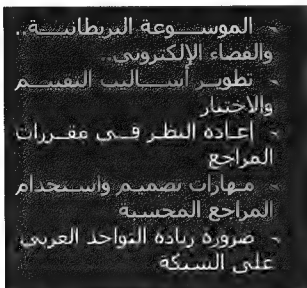 - الموسوعة البريطانية..
والفضاء الإلكتروني..
- تطوير أساليب التقييم
والاختيار
- إعادة النظر في مقررات
المراجع
- مهارات تصميم واستخدام
المراجع المحسبة
- ضرورة زيادة التواجد العربي
على الشبكة